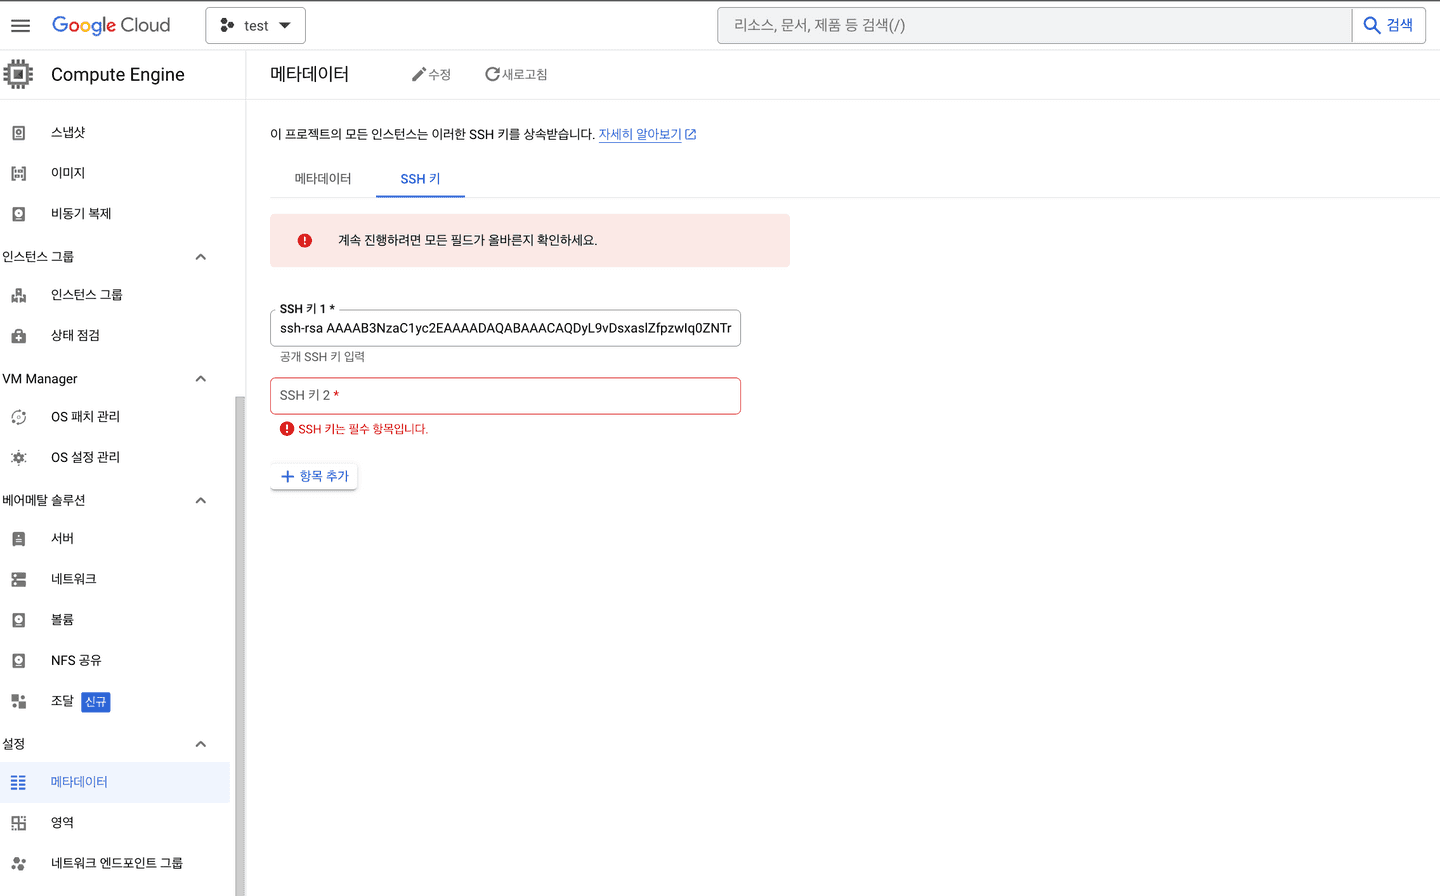 Google Cloud
test
리소스, 문서, 제품 등 검색(/)
검색
Compute Engine
스냅샷
이미지
비동기 복제
인스턴스 그룹
인스턴스 그룹
상태 점검
VM Manager
OS 패치 관리
OS 설정 관리
베어메탈 솔루션
서버
네트워크
볼륨
NFS 공유
조달 신규
설정
메타데이터
영역
네트워크 엔드포인트 그룹
메타데이터
수정
새로고침
이 프로젝트의 모든 인스턴스는 이러한 SSH 키를 상속받습니다. 자세히 알아보기
메타데이터
SSH 키
계속 진행하려면 모든 필드가 올바른지 확인하세요.
SSH 키 1 *
ssh-rsa AAAAB3NzaC1yc2EAAAADAQABAAACAQDyL9vDsxaslZfpzwIq0ZNTr
공개 SSH 키 입력
SSH 키 2 *
SSH 키는 필수 항목입니다.
항목 추가